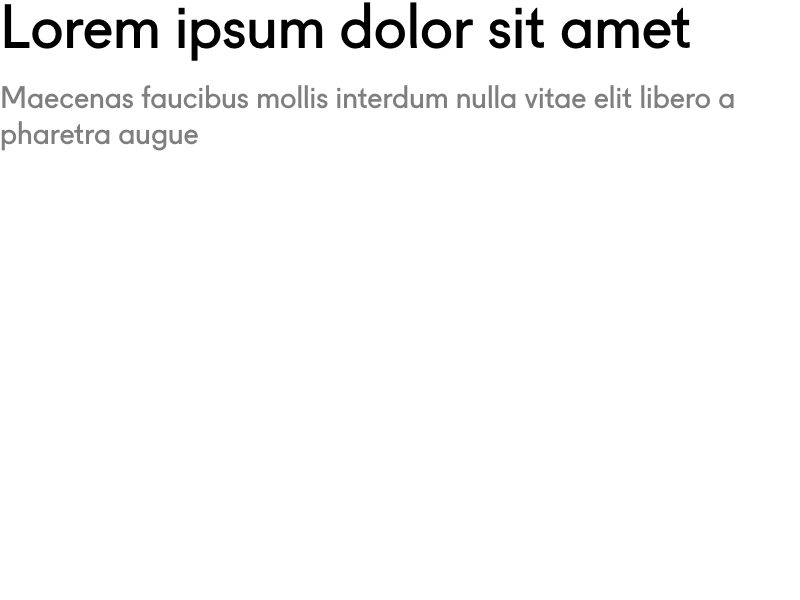 Lorem ipsum dolor sit amet
Maecenas faucibus mollis interdum nulla vitae elit libero a
pharetra augue